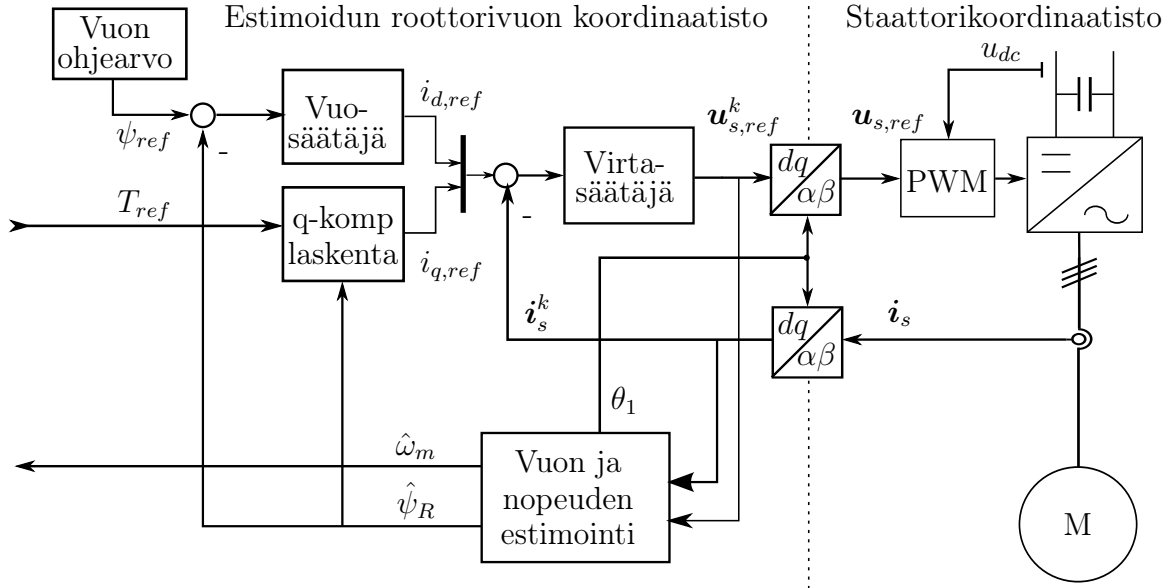 Estimoidun roottorivuon koordinaatisto
Staattorikoordinaatisto
Vuon
ohjearvo
ψ_ref
-
Vuo-
säätäjä
i_d,ref
T_ref
q-komp
laskenta
i_q,ref
-
Virta-
säätäjä
u^k_s,ref
dq
αβ
u_s,ref
PWM
u_dc
i^k_s
dq
αβ
i_s
θ_1
ω̂_m
ψ̂_R
Vuon ja
nopeuden
estimointi
M